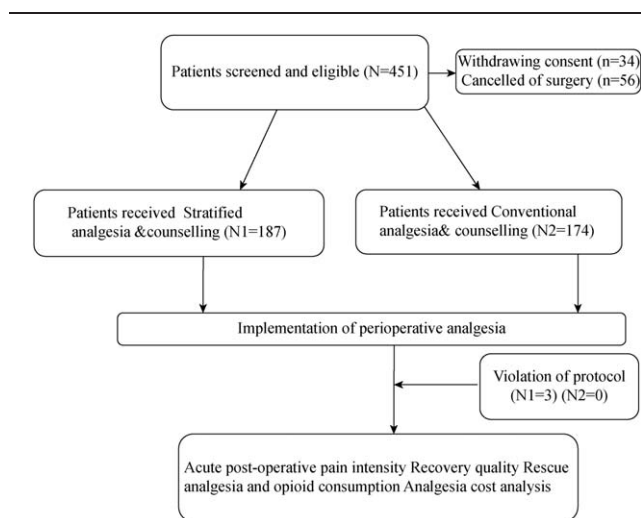 Patients screened and eligible (N=451)
Withdrawing consent (n=34)
Cancelled of surgery (n=56)
Patients received Stratified
analgesia &counselling (N1=187)
Patients received Conventional
analgesia& counselling (N2=174)
Implementation of perioperative analgesia
Violation of protocol
(N1=3) (N2=0)
Acute post-operative pain intensity Recovery quality Rescue
analgesia and opioid consumption Analgesia cost analysis